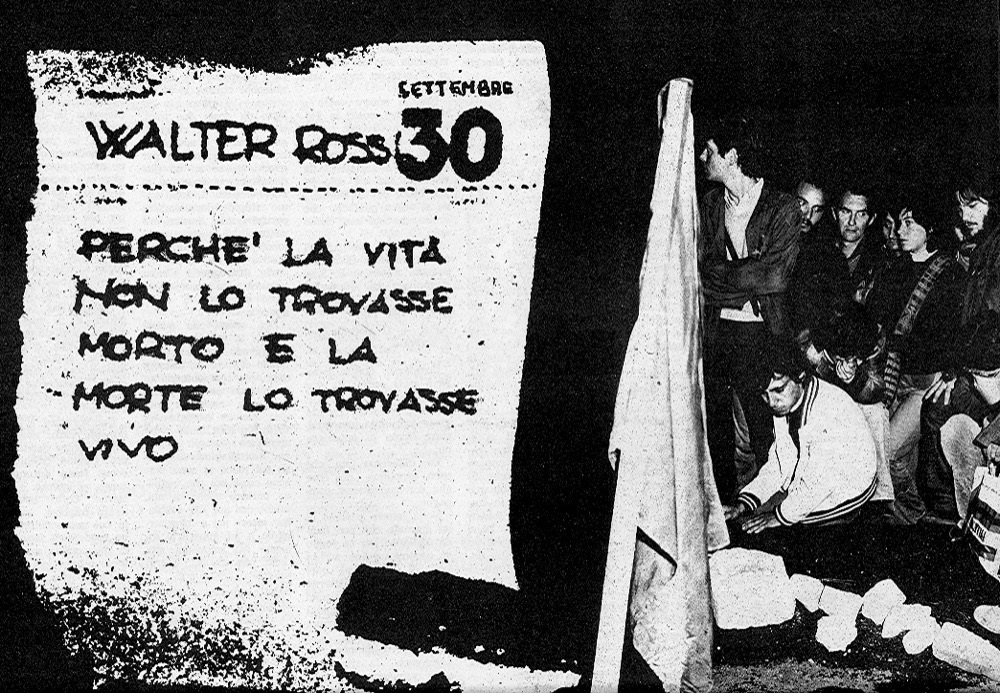 SETTEMBRE
WALTER ROSSI 30
PERCHE' LA VITA
NON LO TROVASSE
MORTO E LA
MORTE LO TROVASSE
VIVO